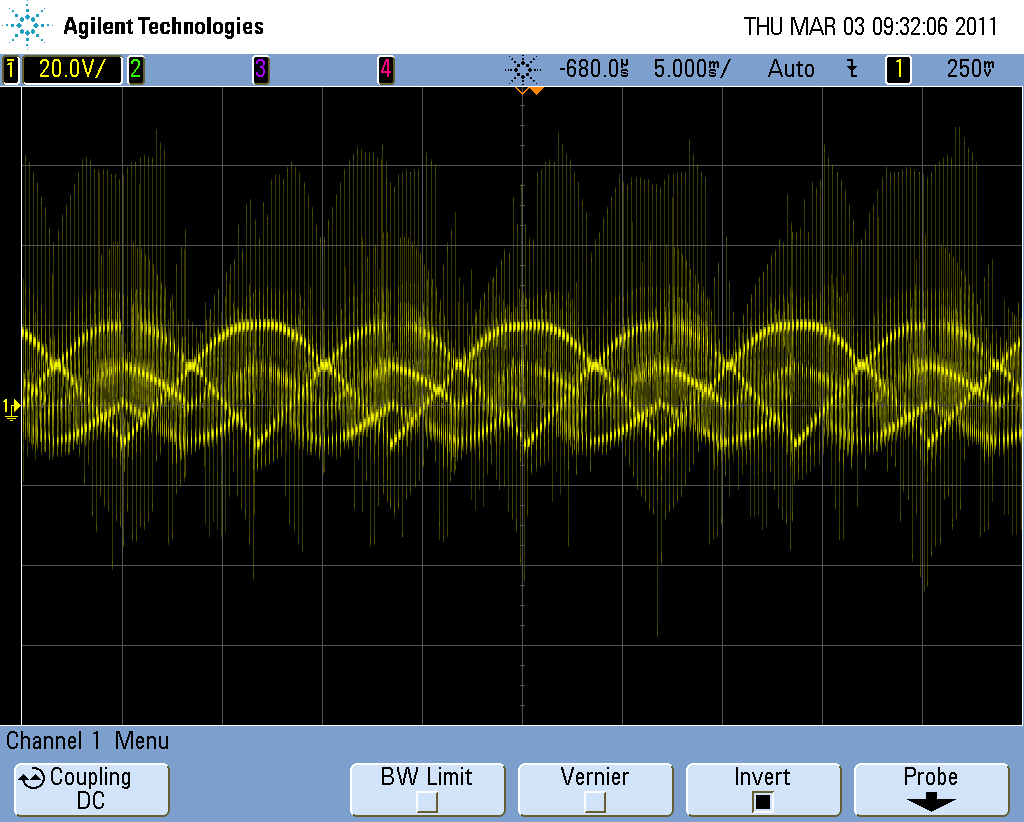 Agilent Technologies THU MAR 03 09:32:06 2011
1 20.0V/ 2 3 4 -680.0µs 5.000ms/ Auto 1 250mV
1
Channel 1 Menu
Coupling BW Limit Vernier Invert Probe
DC